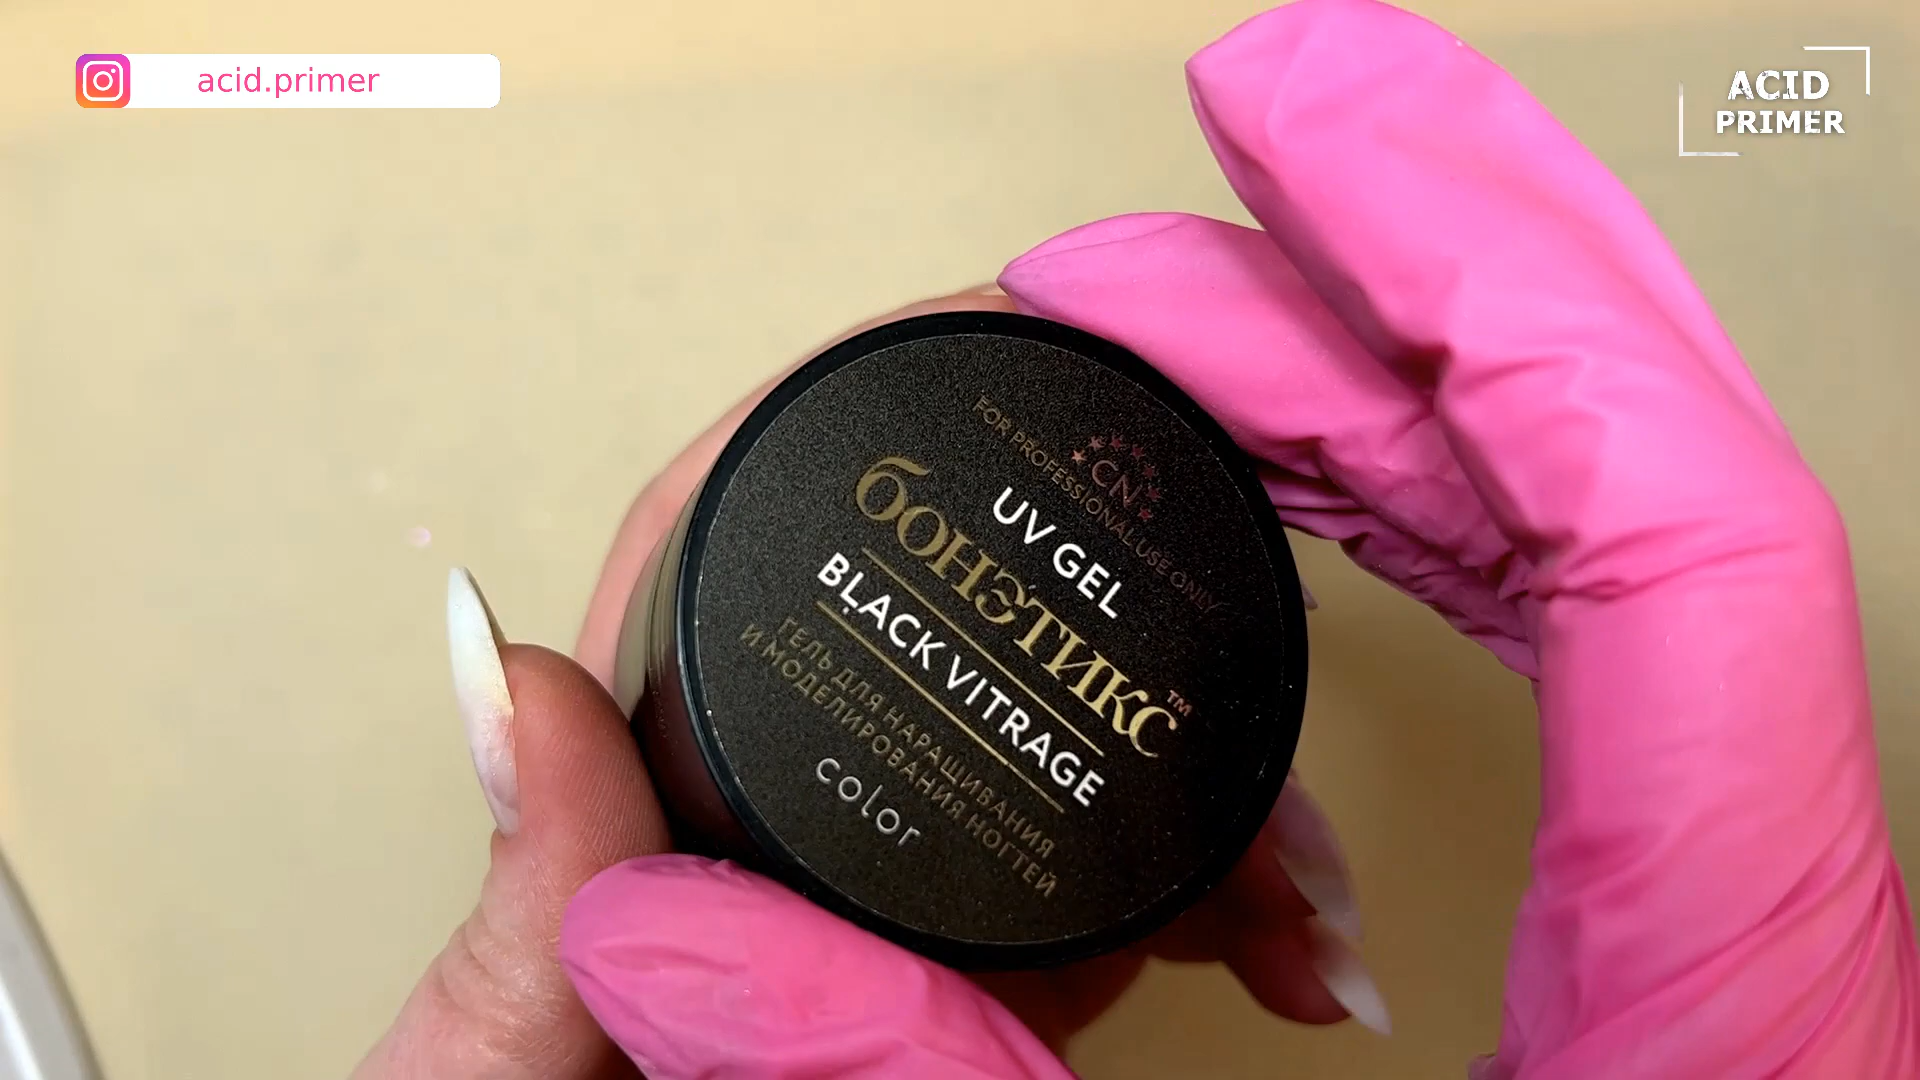 acid.primer
ACID
PRIMER
FOR PROFESSIONAL USE ONLY
CN
UV GEL
бонэтикс™
BLACK VITRAGE
ГЕЛЬ ДЛЯ НАРАЩИВАНИЯ
И МОДЕЛИРОВАНИЯ НОГТЕЙ
color